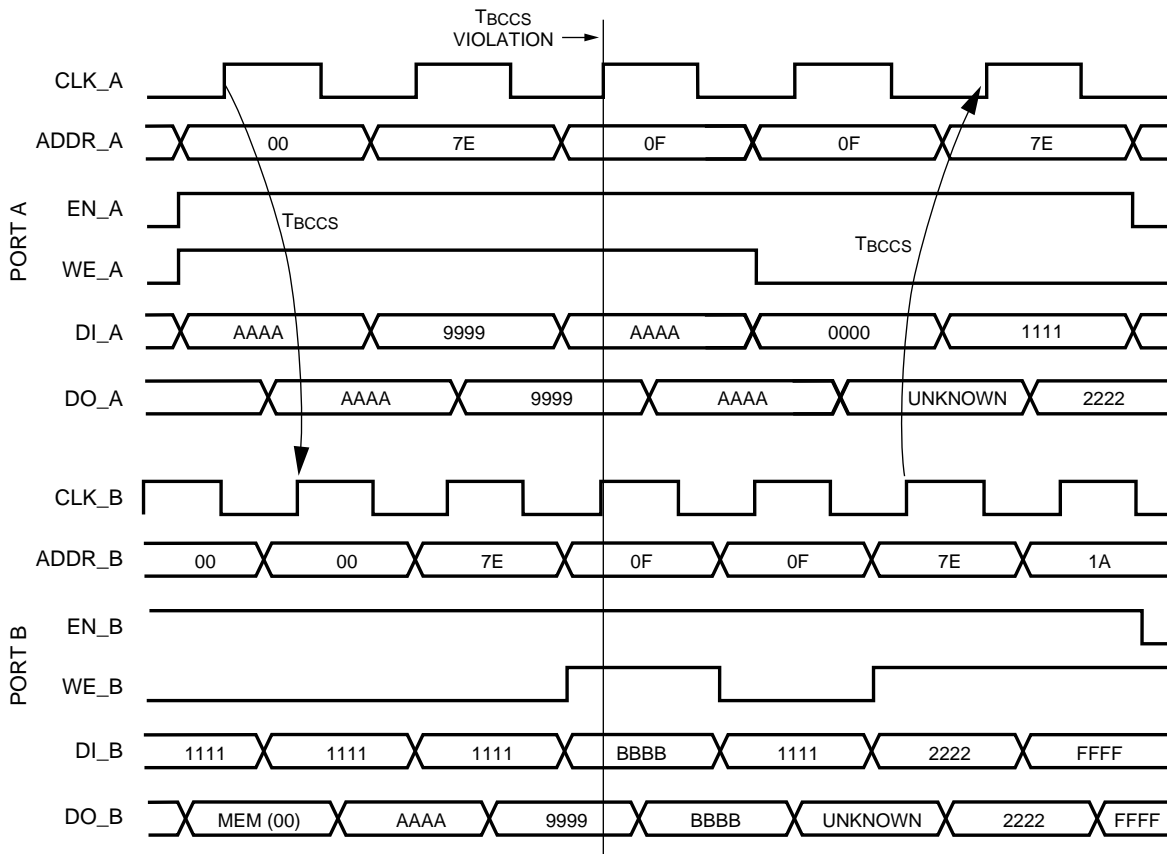 TBCCS
VIOLATION
CLK_A
ADDR_A 00 7E 0F 0F 7E
PORT A
EN_A
TBCCS
TBCCS
WE_A
DI_A AAAA 9999 AAAA 0000 1111
DO_A AAAA 9999 AAAA UNKNOWN 2222
CLK_B
ADDR_B 00 00 7E 0F 0F 7E 1A
PORT B
EN_B
WE_B
DI_B 1111 1111 1111 BBBB 1111 2222 FFFF
DO_B MEM (00) AAAA 9999 BBBB UNKNOWN 2222 FFFF